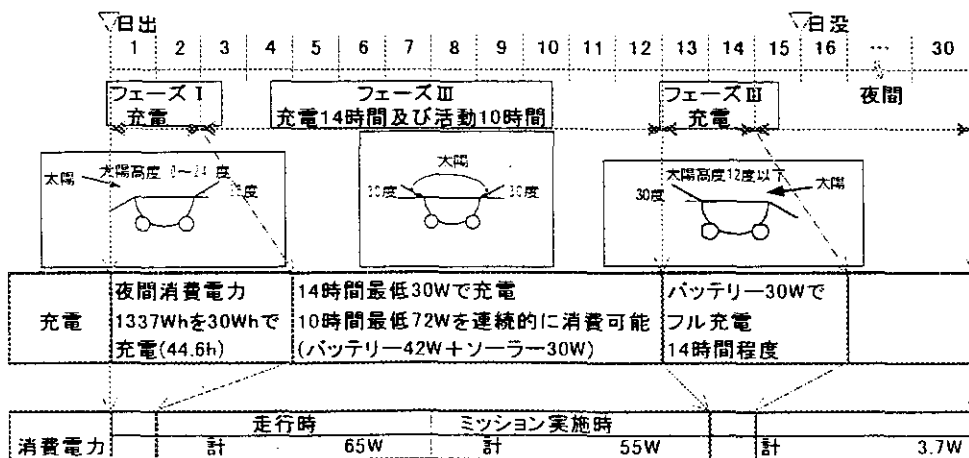 日出
日没
1 2 3 4 5 6 7 8 9 10 11 12 13 14 15 16 … 30
夜間
フェーズⅠ
充電
フェーズⅢ
充電14時間及び活動10時間
フェーズⅢ
充電
太陽
太陽高度 0～24 度
度
太陽
30度
30度
太陽高度12度以下
太陽
30度
充電
夜間消費電力
1337Whを30Whで
充電(44.6h)
14時間最低30Wで充電
10時間最低72Wを連続的に消費可能
(バッテリー42W＋ソーラー30W)
バッテリー30Wで
フル充電
14時間程度
消費電力
走行時
計 65W
ミッション実施時
計 55W
計 3.7W